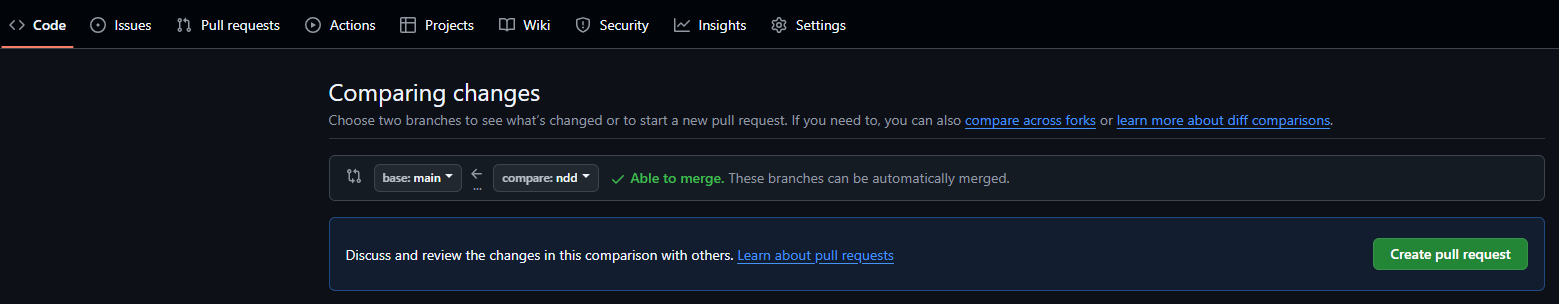 Code Issues Pull requests Actions Projects Wiki Security Insights Settings
Comparing changes
Choose two branches to see what's changed or to start a new pull request. If you need to, you can also compare across forks or learn more about diff comparisons.
base: main ... compare: ndd Able to merge. These branches can be automatically merged.
Discuss and review the changes in this comparison with others. Learn about pull requests Create pull request